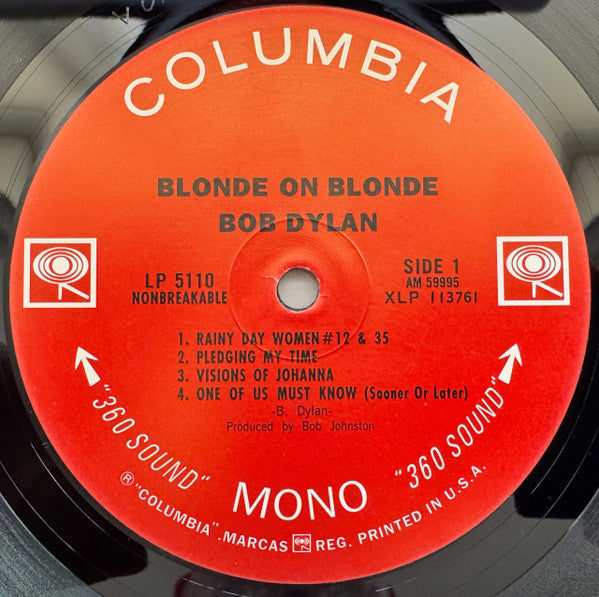 COLUMBIA
BLONDE ON BLONDE
BOB DYLAN
LP 5110
NONBREAKABLE
SIDE 1
AM 59995
XLP 113761
1. RAINY DAY WOMEN #12 & 35
2. PLEDGING MY TIME
3. VISIONS OF JOHANNA
4. ONE OF US MUST KNOW (Sooner Or Later)
-B. Dylan-
Produced by Bob Johnston
"360 SOUND" MONO "360 SOUND"
® "COLUMBIA". MARCAS REG. PRINTED IN U.S.A.